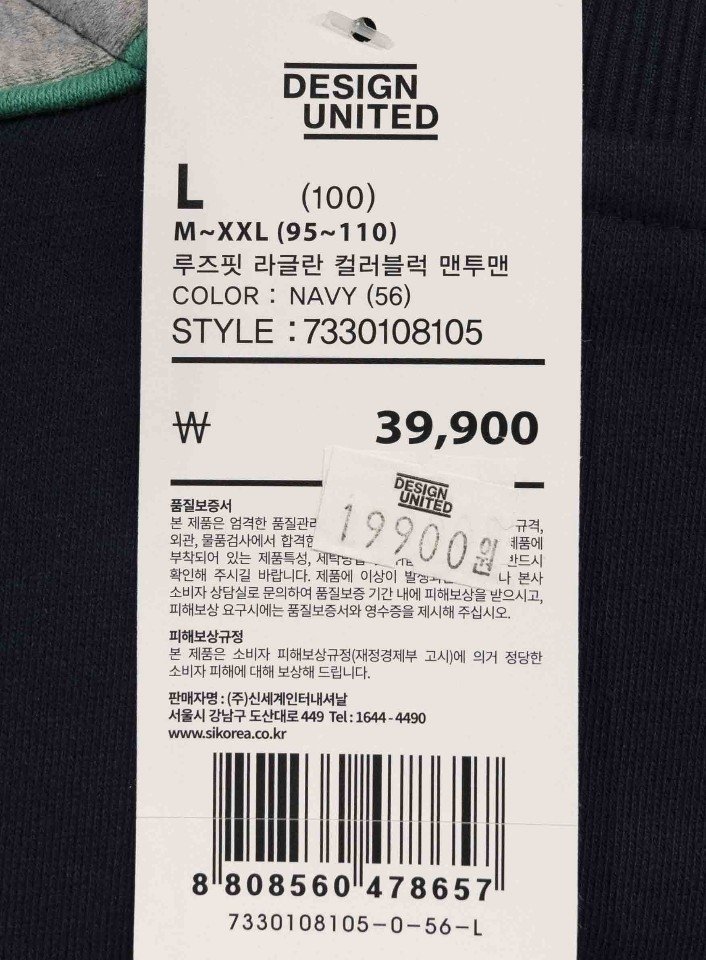 DESIGN
UNITED
L (100)
M~XXL (95~110)
루즈핏 라글란 컬러블럭 맨투맨
COLOR : NAVY (56)
STYLE : 7330108105
₩ 39,900
DESIGN
UNITED
19900원
품질보증서
본 제품은 엄격한 품질관리 규격,
외관, 물품검사에서 합격한 제품에
부착되어 있는 제품특성, 반드시
확인해 주시길 바랍니다. 제품에 이상이 나 본사
소비자 상담실로 문의하여 품질보증 기간 내에 피해보상을 받으시고,
피해보상 요구시에는 품질보증서와 영수증을 제시해 주십시오.
피해보상규정
본 제품은 소비자 피해보상규정(재정경제부 고시)에 의거 정당한
소비자 피해에 대해 보상해 드립니다.
판매자명 : (주)신세계인터내셔날
서울시 강남구 도산대로 449 Tel : 1644 - 4490
www.sikorea.co.kr
8 808560 478657
7330108105-0-56-L